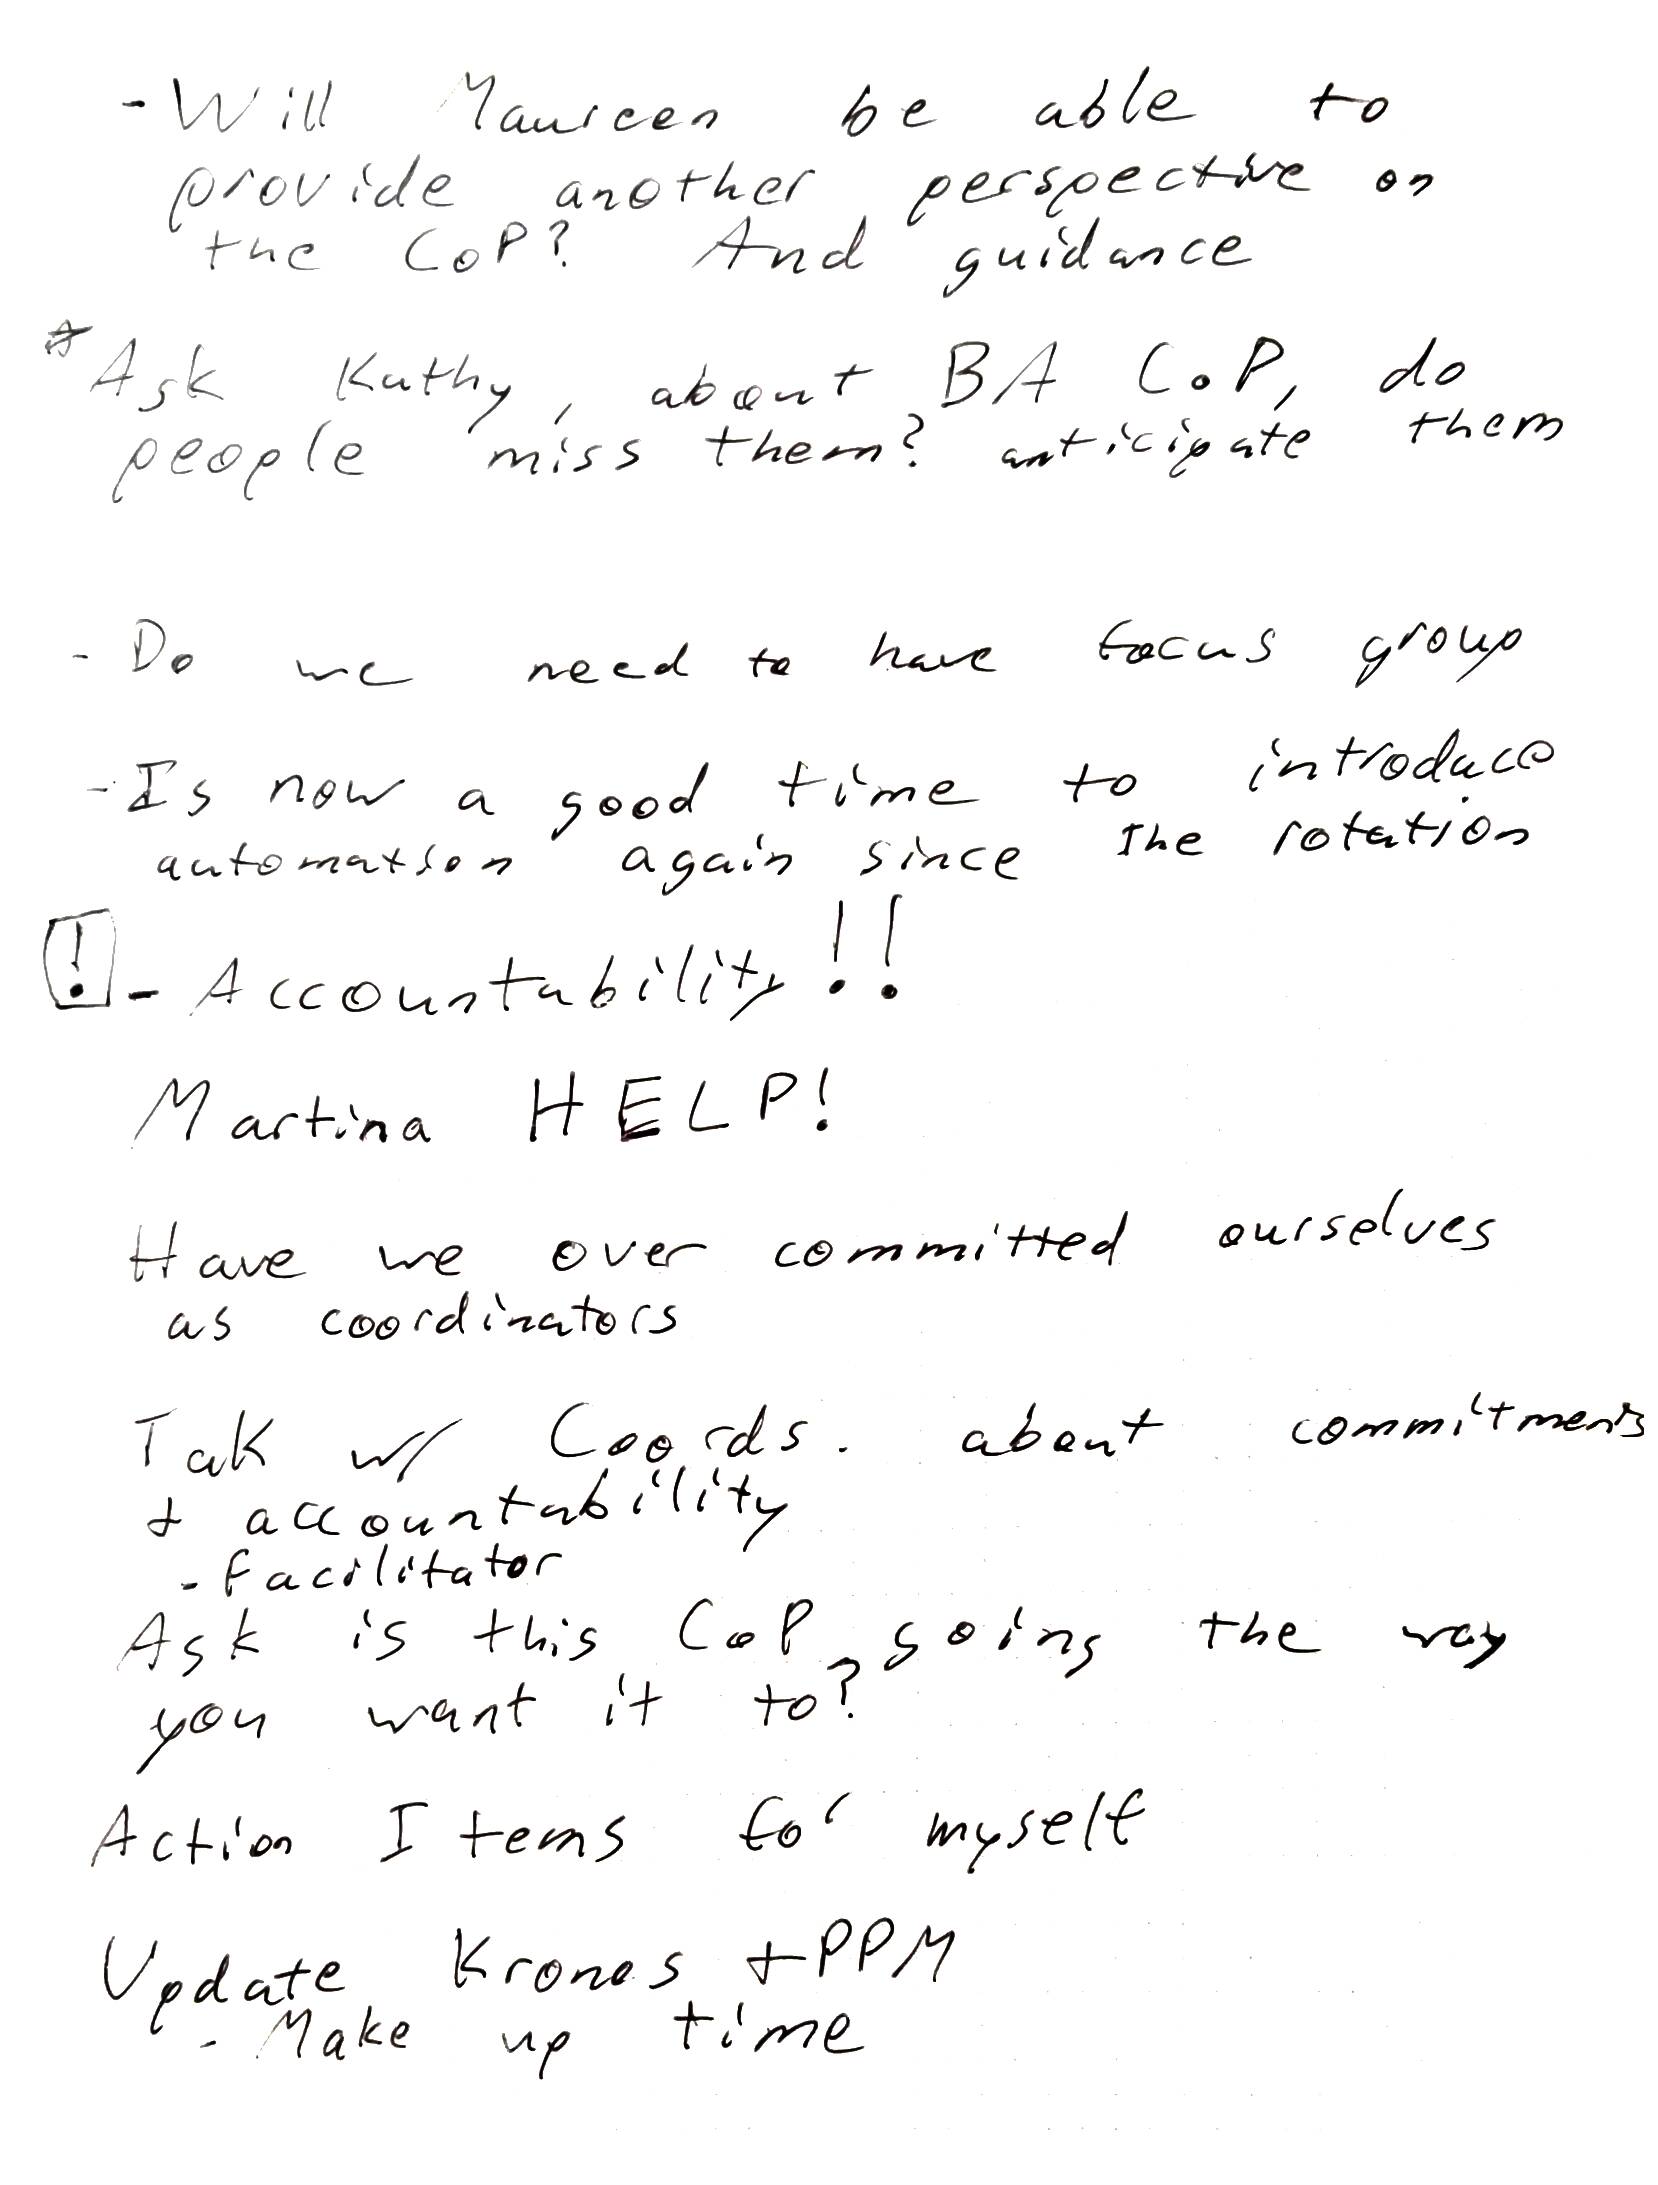 - Will Maureen be able to
provide another perspective on
the CoP? And guidance
* Ask Kathy, about BA CoP, do
people miss them? anticipate them
- Do we need to have focus group
- Is now a good time to introduce
automation again since the rotation
! - Accountability!!
Martina HELP!
Have we over committed ourselves
as coordinators
Tak w/ Coords. about commitments
+ accountability
- Facilitator
Ask is this CoP going the way
you want it to?
Action Items for myself
Update Kronos + PPM
- Make up time